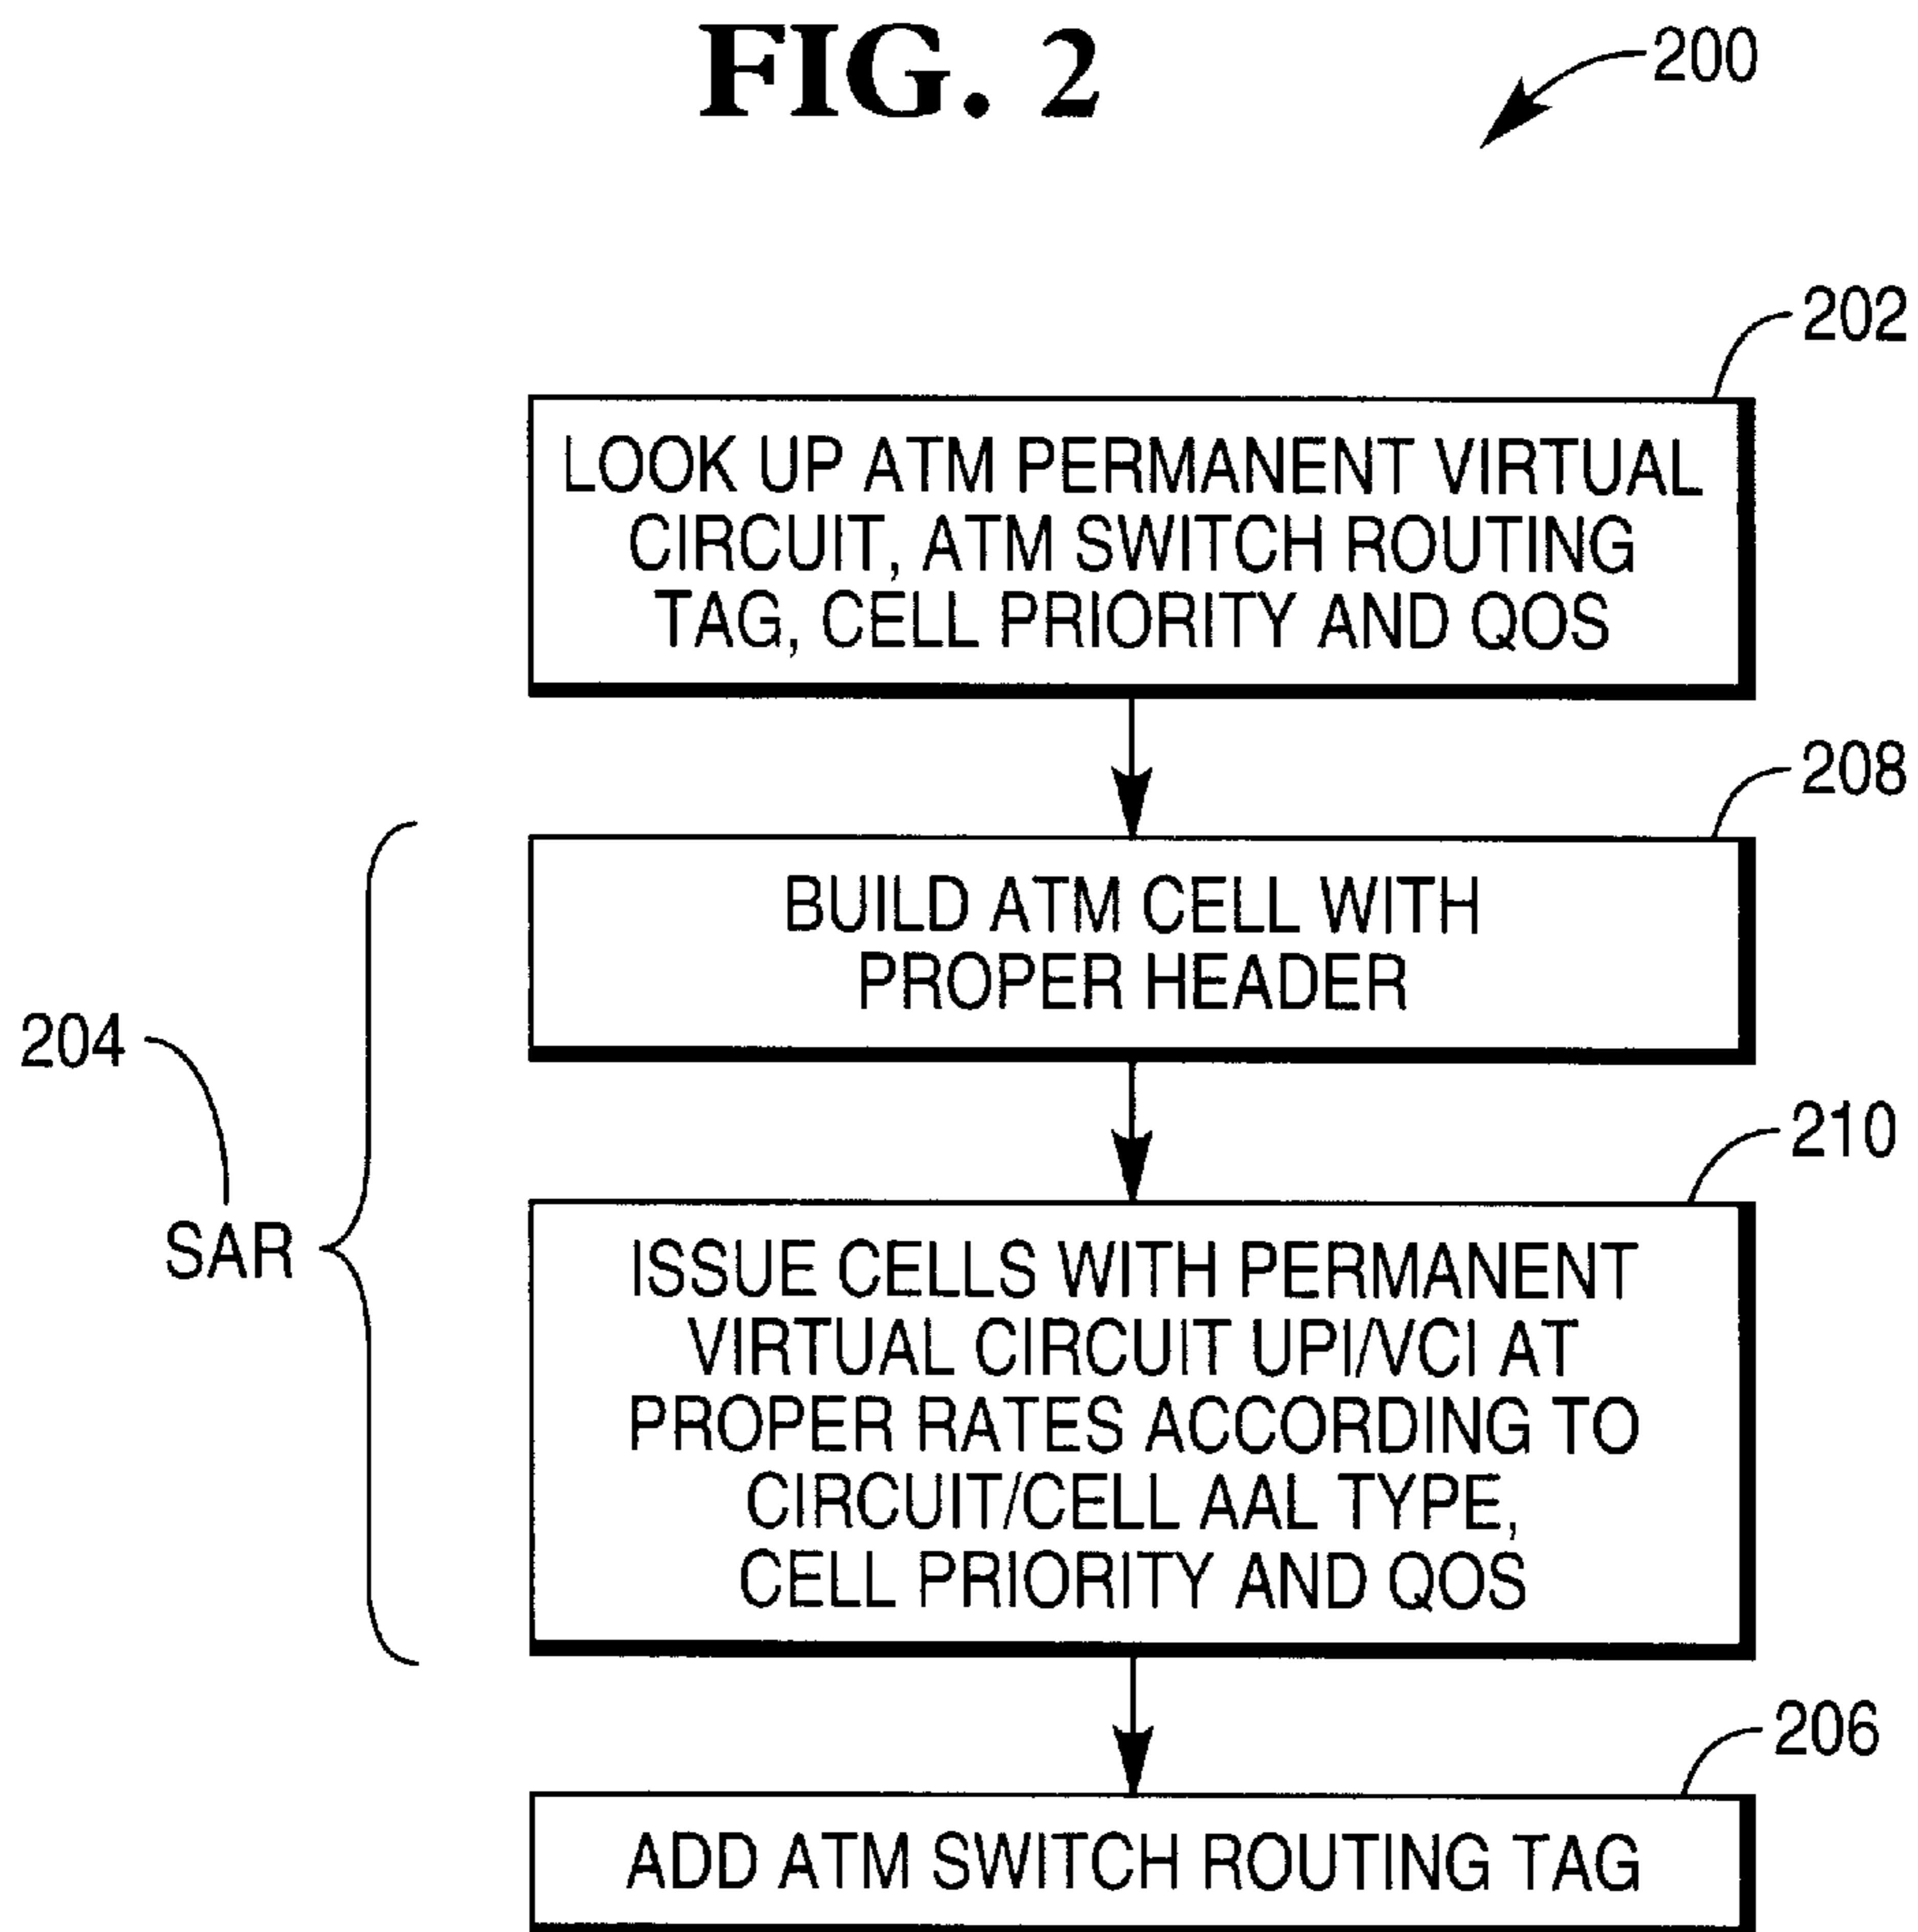 FIG. 2
200
202
LOOK UP ATM PERMANENT VIRTUAL
CIRCUIT, ATM SWITCH ROUTING
TAG, CELL PRIORITY AND QOS
208
BUILD ATM CELL WITH
PROPER HEADER
204
SAR
210
ISSUE CELLS WITH PERMANENT
VIRTUAL CIRCUIT UPI/VCI AT
PROPER RATES ACCORDING TO
CIRCUIT/CELL AAL TYPE,
CELL PRIORITY AND QOS
206
ADD ATM SWITCH ROUTING TAG